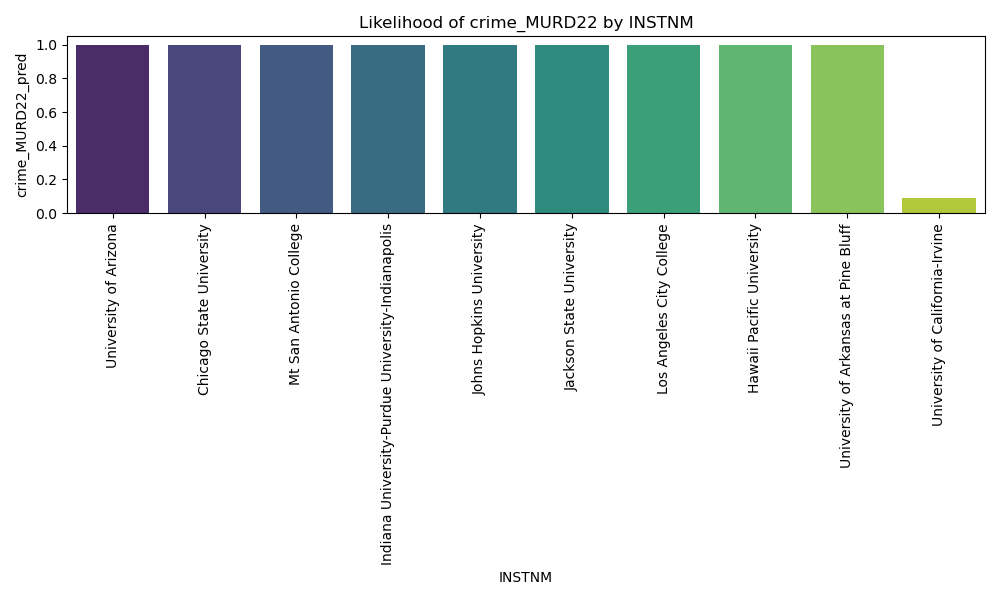 Likelihood of crime_MURD22 by INSTNM
crime_MURD22_pred
1.0
0.8
0.6
0.4
0.2
0.0
University of Arizona
Chicago State University
Mt San Antonio College
Indiana University-Purdue University-Indianapolis
Johns Hopkins University
Jackson State University
Los Angeles City College
Hawaii Pacific University
University of Arkansas at Pine Bluff
University of California-Irvine
INSTNM